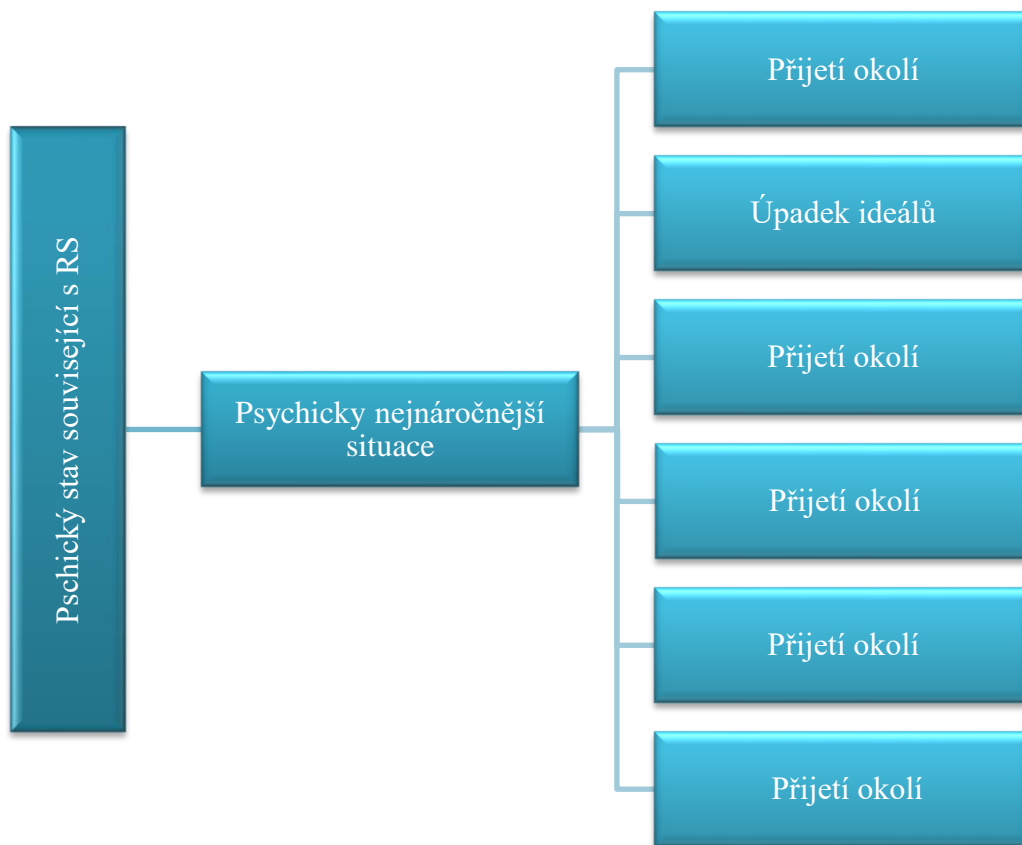 Pschický stav související s RS
Psychicky nejnáročnější
situace
Přijetí okolí
Úpadek ideálů
Přijetí okolí
Přijetí okolí
Přijetí okolí
Přijetí okolí